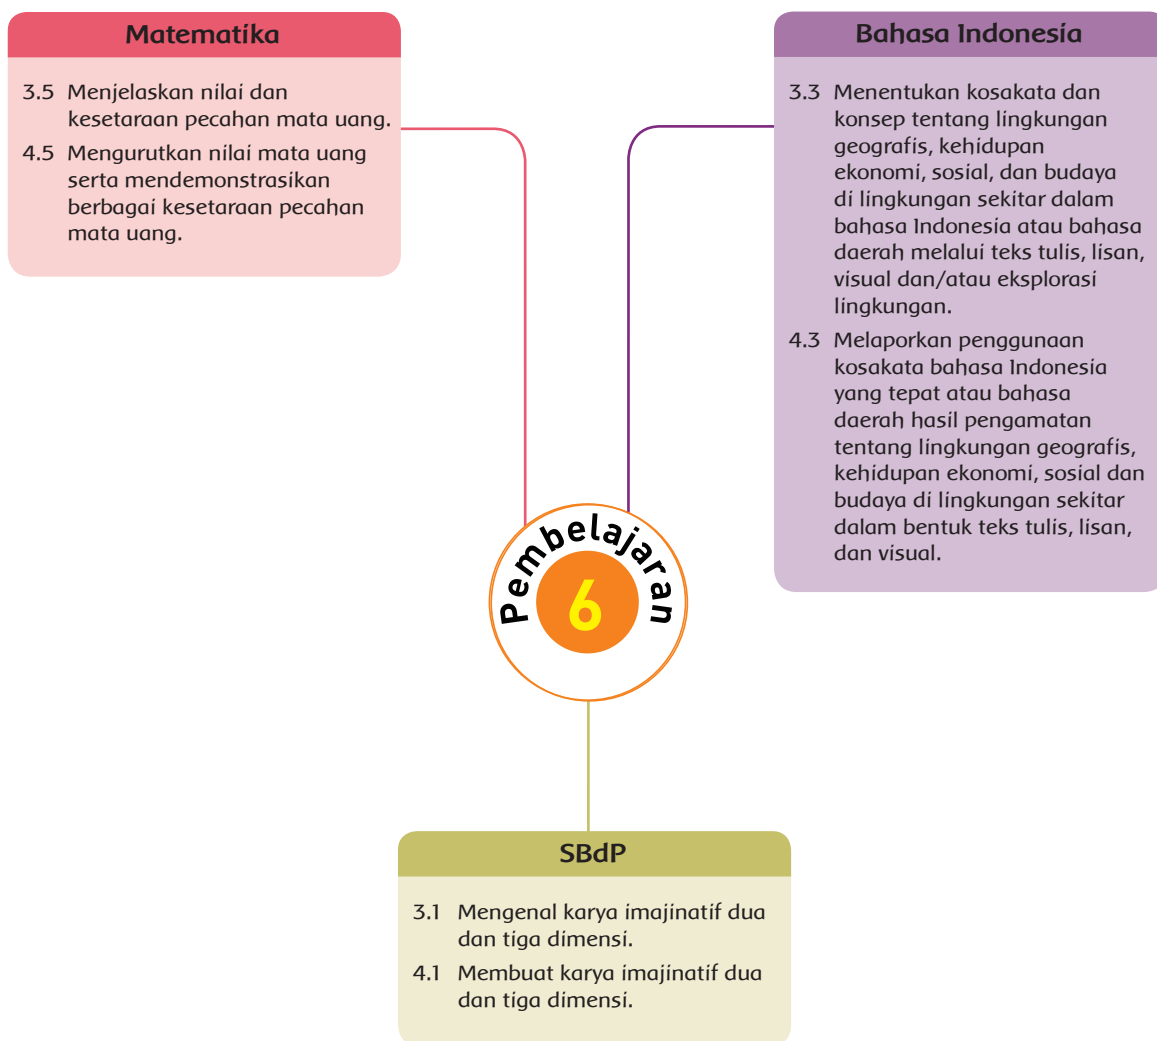 Matematika
3.5 Menjelaskan nilai dan
kesetaraan pecahan mata uang.
4.5 Mengurutkan nilai mata uang
serta mendemonstrasikan
berbagai kesetaraan pecahan
mata uang.
Bahasa Indonesia
3.3 Menentukan kosakata dan
konsep tentang lingkungan
geografis, kehidupan
ekonomi, sosial, dan budaya
di lingkungan sekitar dalam
bahasa Indonesia atau bahasa
daerah melalui teks tulis, lisan,
visual dan/atau eksplorasi
lingkungan.
4.3 Melaporkan penggunaan
kosakata bahasa Indonesia
yang tepat atau bahasa
daerah hasil pengamatan
tentang lingkungan geografis,
kehidupan ekonomi, sosial dan
budaya di lingkungan sekitar
dalam bentuk teks tulis, lisan,
dan visual.
Pembelajaran
6
SBdP
3.1 Mengenal karya imajinatif dua
dan tiga dimensi.
4.1 Membuat karya imajinatif dua
dan tiga dimensi.